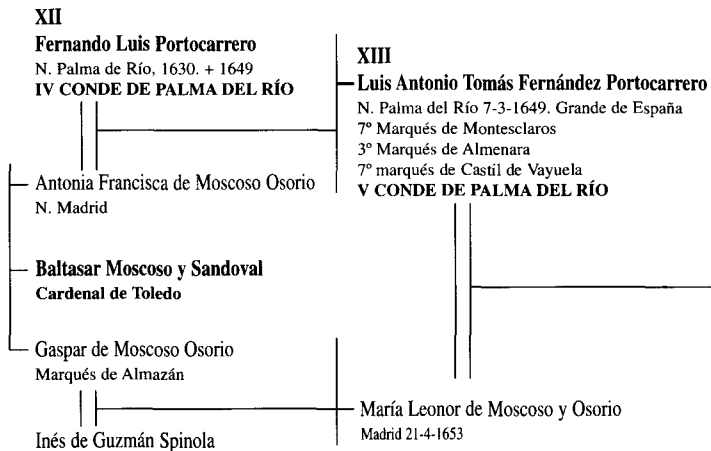 XII
Fernando Luis Portocarrero
N. Palma de Río, 1630. + 1649
IV CONDE DE PALMA DEL RÍO
Antonia Francisca de Moscoso Osorio
N. Madrid
Baltasar Moscoso y Sandoval
Cardenal de Toledo
Gaspar de Moscoso Osorio
Marqués de Almazán
Inés de Guzmán Spinola
XIII
Luis Antonio Tomás Fernández Portocarrero
N. Palma del Río 7-3-1649. Grande de España
7º Marqués de Montesclaros
3º Marqués de Almenara
7º marqués de Castil de Vayuela
V CONDE DE PALMA DEL RÍO
María Leonor de Moscoso y Osorio
Madrid 21-4-1653